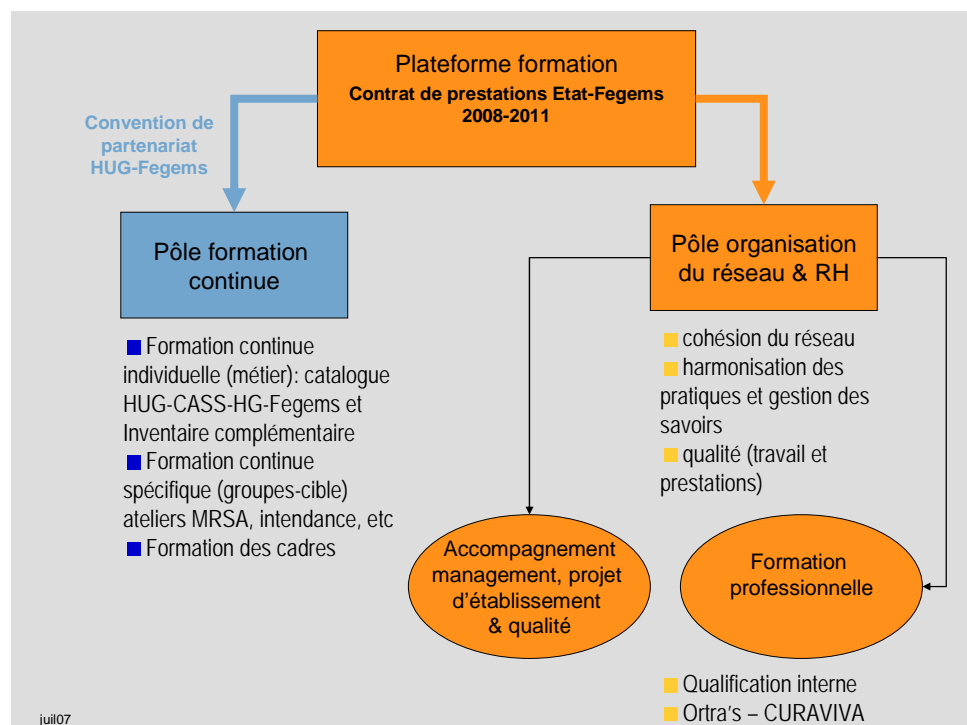 Plateforme formation
Contrat de prestations Etat-Fegems
2008-2011
Convention de
partenariat
HUG-Fegems
Pôle formation
continue
Pôle organisation
du réseau & RH
Formation continue
individuelle (métier): catalogue
HUG-CASS-HG-Fegems et
Inventaire complémentaire
Formation continue
spécifique (groupes-cible)
ateliers MRSA, intendance, etc
Formation des cadres
cohésion du réseau
harmonisation des
pratiques et gestion des
savoirs
qualité (travail et
prestations)
Accompagnement
management, projet
d'établissement
& qualité
Formation
professionnelle
Qualification interne
Ortra's – CURAVIVA
juil07